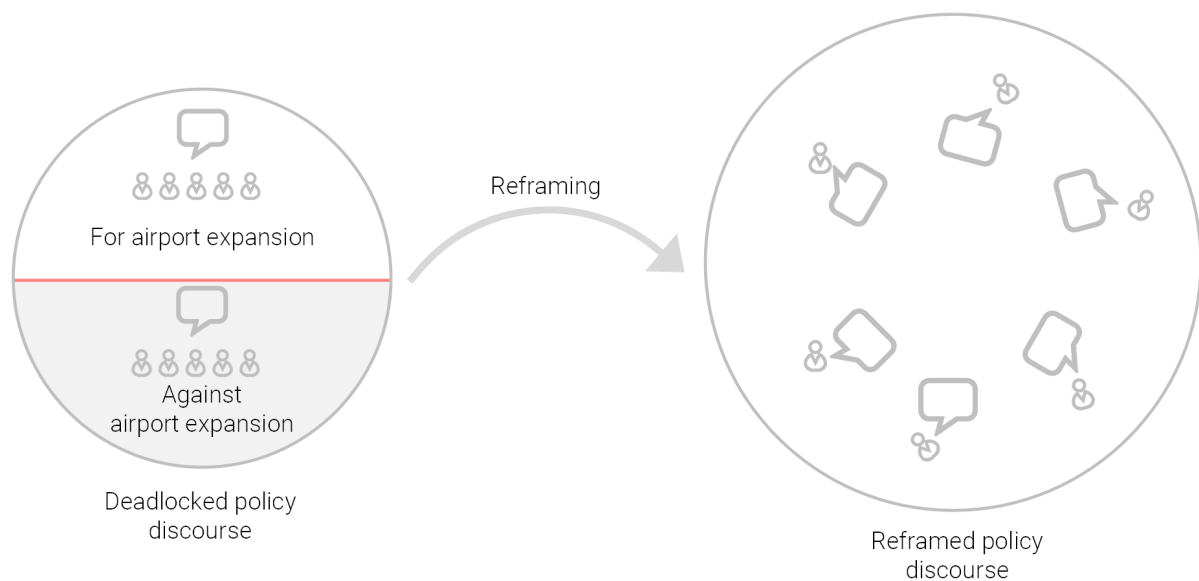 For airport expansion
Against
airport expansion
Deadlocked policy
discourse
Reframing
Reframed policy
discourse